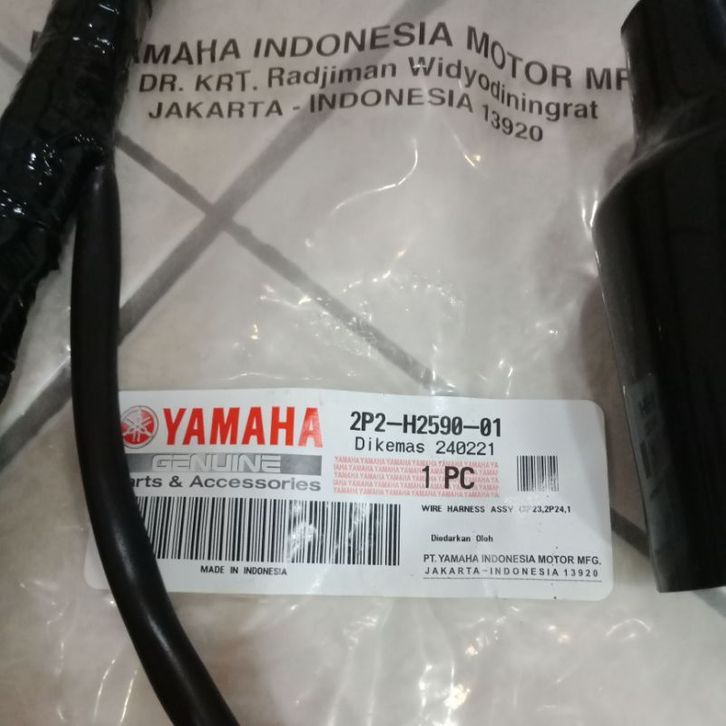 YAMAHA INDONESIA MOTOR MF
DR. KRT. Radjiman Widyodiningrat
JAKARTA - INDONESIA 13920
YAMAHA
GENUINE
Parts & Accessories
2P2-H2590-01
Dikemas 240221
1 PC
WIRE HARNESS ASSY
Diedarkan Oleh
PT. YAMAHA INDONESIA MOTOR MFG.
JAKARTA-INDONESIA 13920
MADE IN INDONESIA